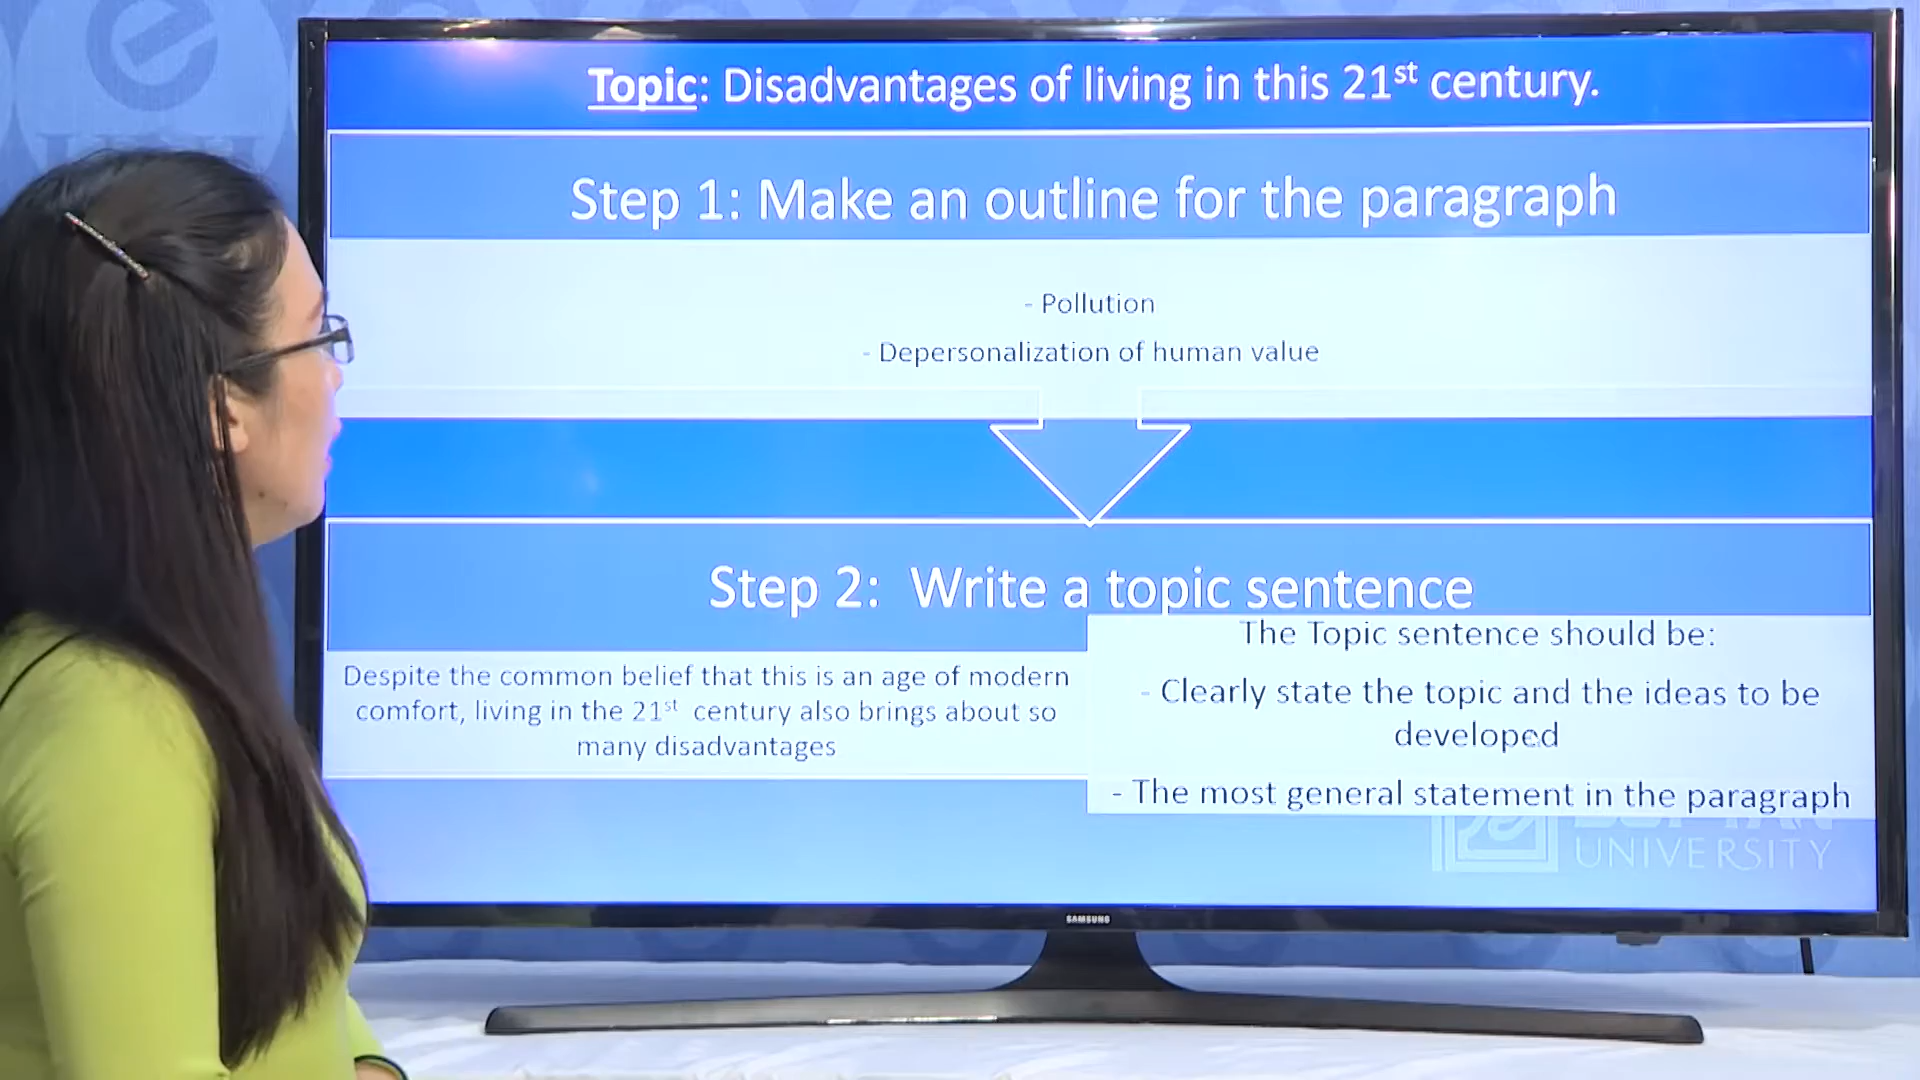 Topic: Disadvantages of living in this 21st century.
Step 1: Make an outline for the paragraph
- Pollution
- Depersonalization of human value
Step 2: Write a topic sentence
Despite the common belief that this is an age of modern
comfort, living in the 21st century also brings about so
many disadvantages
The Topic sentence should be:
- Clearly state the topic and the ideas to be
developed
- The most general statement in the paragraph
UNIVERSITY
SAMSUNG